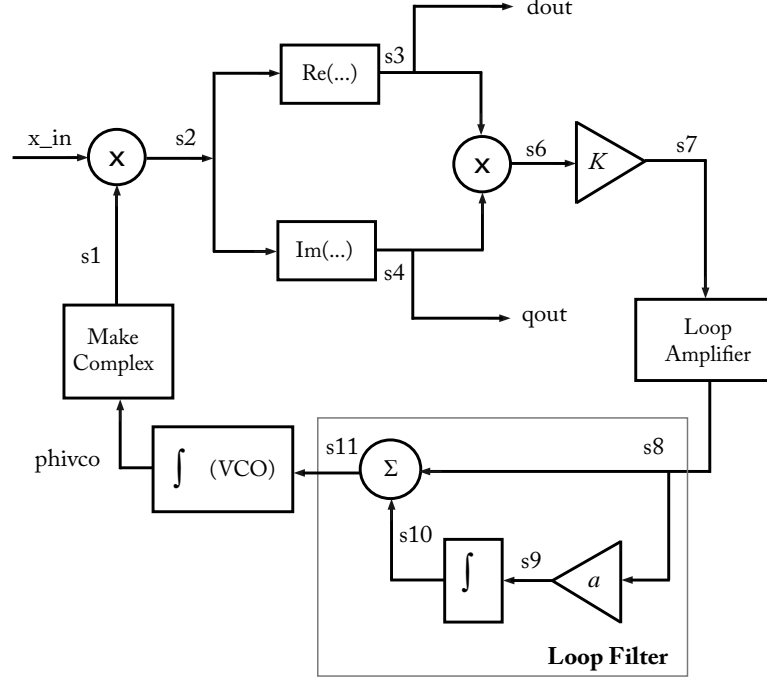 dout
s3
Re(...)
x_in
X
s2
X
s6
K
s7
s1
Im(...)
s4
qout
Make
Complex
Loop
Amplifier
phivco
∫ (VCO)
s11
Σ
s8
s10
∫
s9
a
Loop Filter